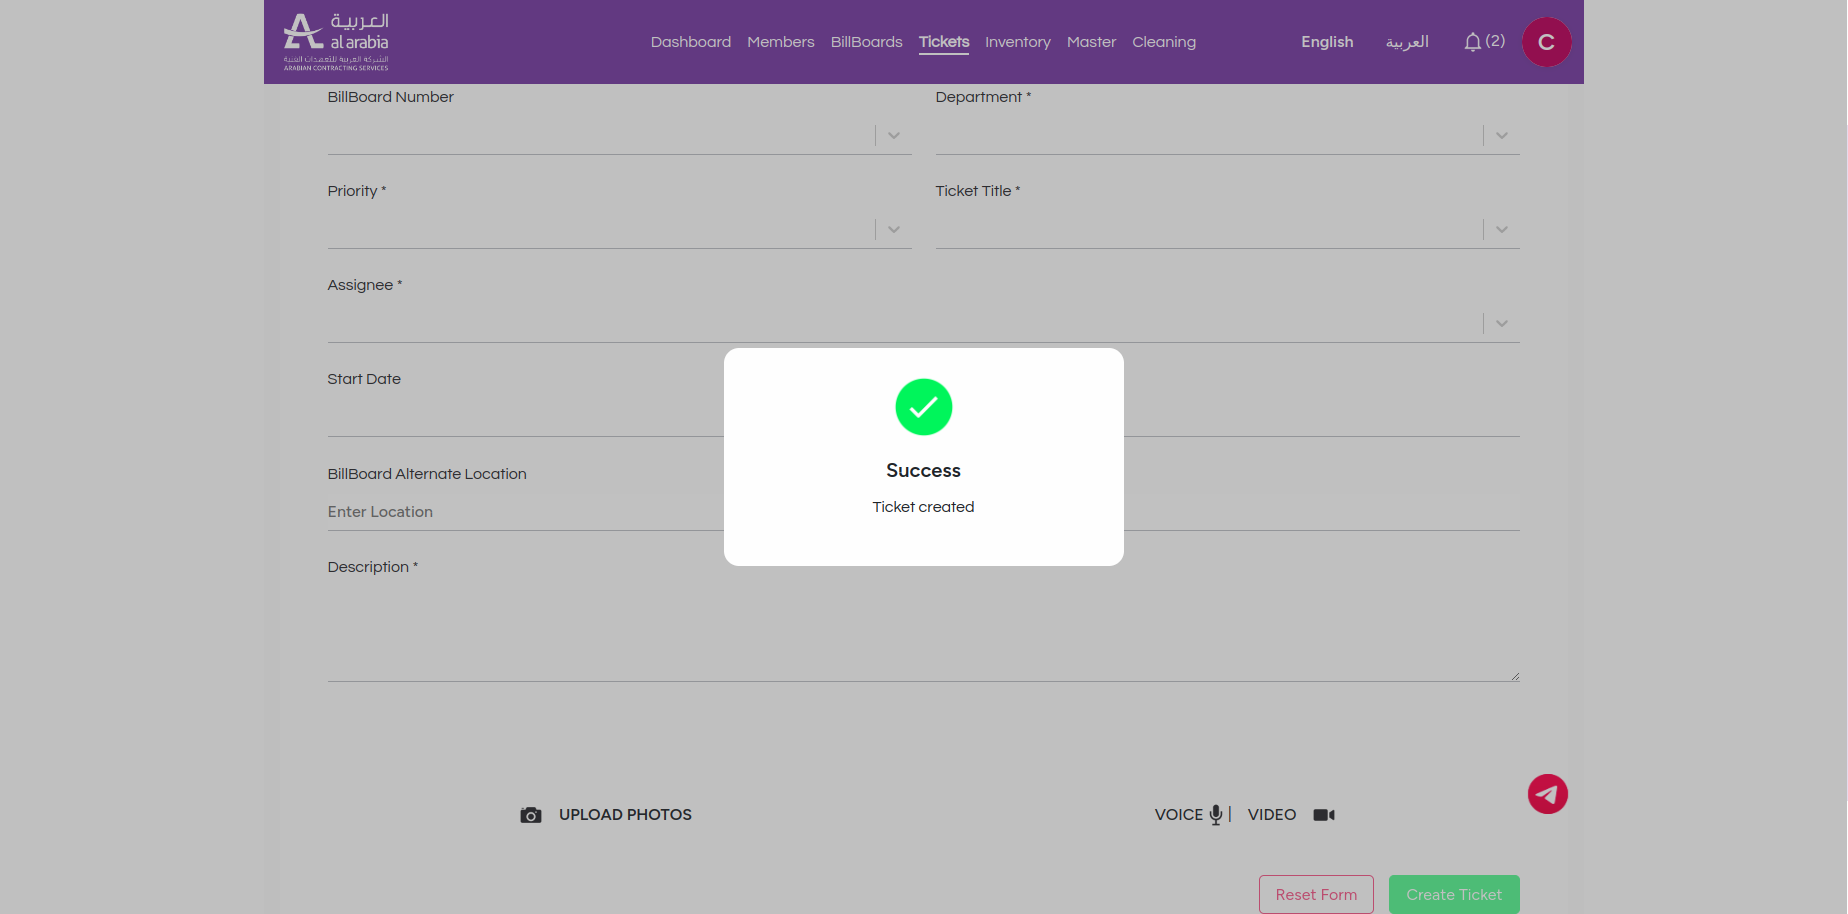 العربية
al arabia
الشركة العربية للتعهدات الفنية
ARABIAN CONTRACTING SERVICES
Dashboard Members BillBoards Tickets Inventory Master Cleaning
English العربية (2) C
BillBoard Number Department *
Priority * Ticket Title *
Assignee *
Start Date
BillBoard Alternate Location
Enter Location
Success
Ticket created
Description *
UPLOAD PHOTOS VOICE | VIDEO
Reset Form Create Ticket